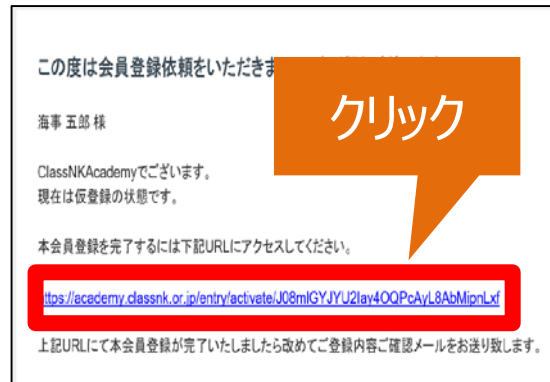 この度は会員登録依頼をいただきま
クリック
海事 五郎 様
ClassNKAcademyでございます。
現在は仮登録の状態です。
本会員登録を完了するには下記URLにアクセスしてください。
ttps://academy.classnk.or.jp/entry/activate/J08mIGYJYU2Iay4OQPcAyL8AbMipnLxf
上記URLにて本会員登録が完了いたしましたら改めてご登録内容ご確認メールをお送り致します。